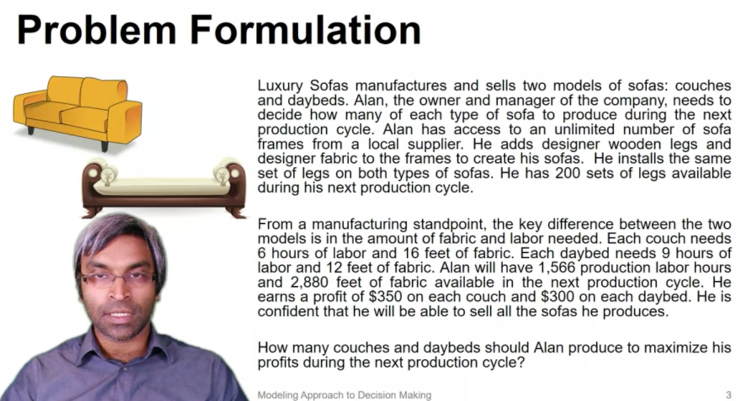 Problem Formulation
Luxury Sofas manufactures and sells two models of sofas: couches
and daybeds. Alan, the owner and manager of the company, needs to
decide how many of each type of sofa to produce during the next
production cycle. Alan has access to an unlimited number of sofa
frames from a local supplier. He adds designer wooden legs and
designer fabric to the frames to create his sofas. He installs the same
set of legs on both types of sofas. He has 200 sets of legs available
during his next production cycle.
From a manufacturing standpoint, the key difference between the two
models is in the amount of fabric and labor needed. Each couch needs
6 hours of labor and 16 feet of fabric. Each daybed needs 9 hours of
labor and 12 feet of fabric. Alan will have 1,566 production labor hours
and 2,880 feet of fabric available in the next production cycle. He
earns a profit of $350 on each couch and $300 on each daybed. He is
confident that he will be able to sell all the sofas he produces.
How many couches and daybeds should Alan produce to maximize his
profits during the next production cycle?
Modeling Approach to Decision Making
3